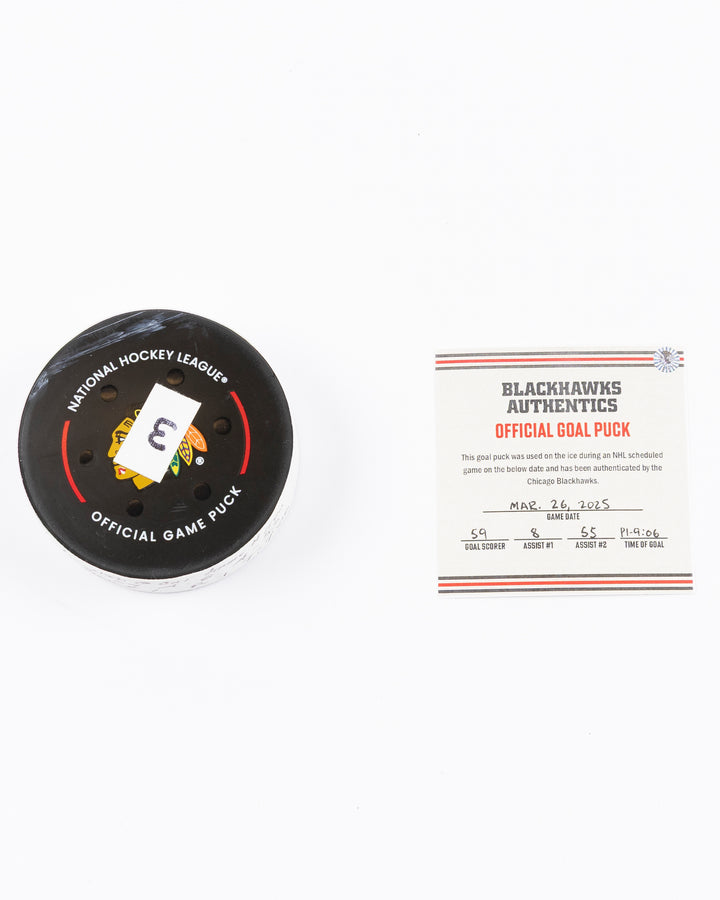 NATIONAL HOCKEY LEAGUE®
3
®
OFFICIAL GAME PUCK
BLACKHAWKS
AUTHENTICS
OFFICIAL GOAL PUCK
This goal puck was used on the ice during an NHL scheduled
game on the below date and has been authenticated by the
Chicago Blackhawks.
MAR. 26, 2025
GAME DATE
59 8 55 P1-9:06
GOAL SCORER ASSIST #1 ASSIST #2 TIME OF GOAL